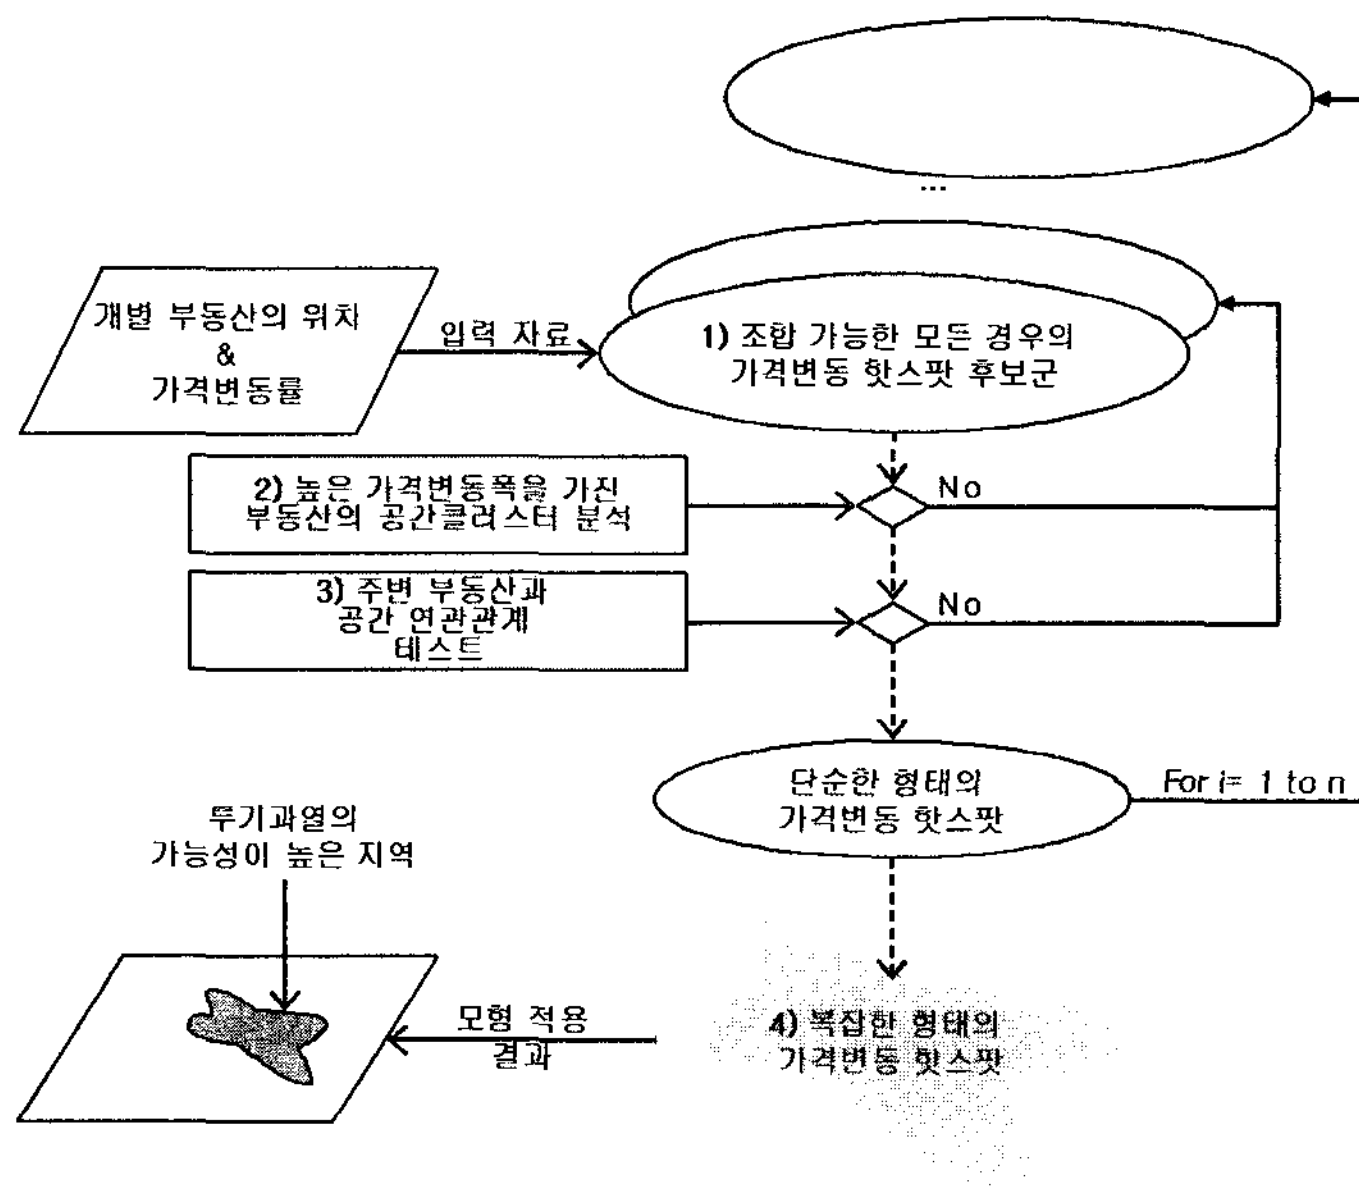 ...
개별 부동산의 위차
&
가격변동률
입력 자료
1) 조합 가능한 모든 경우의
가격변동 핫스팟 후보군
2) 높은 가격변동폭을 가진
부동산의 공간클러스터 분석
No
3) 주변 부동산과
공간 연관관계
테스트
No
단순한 형태의
가격변동 핫스팟
For i= 1 to n
투기과열의
가능성이 높은 지역
모형 적용
결과
4) 복잡한 형태의
가격변동 핫스팟